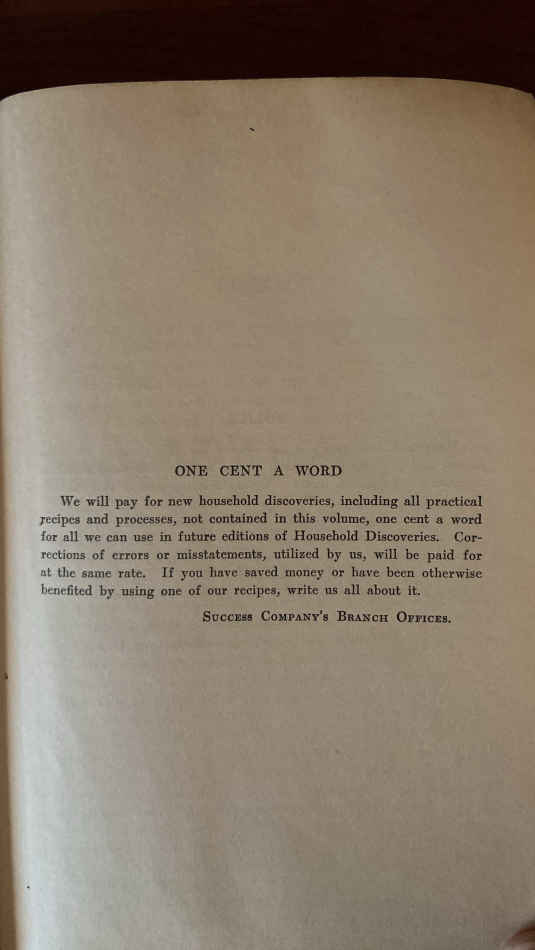 ONE CENT A WORD
We will pay for new household discoveries, including all practical
recipes and processes, not contained in this volume, one cent a word
for all we can use in future editions of Household Discoveries. Cor-
rections of errors or misstatements, utilized by us, will be paid for
at the same rate. If you have saved money or have been otherwise
benefited by using one of our recipes, write us all about it.
Success Company's Branch Offices.